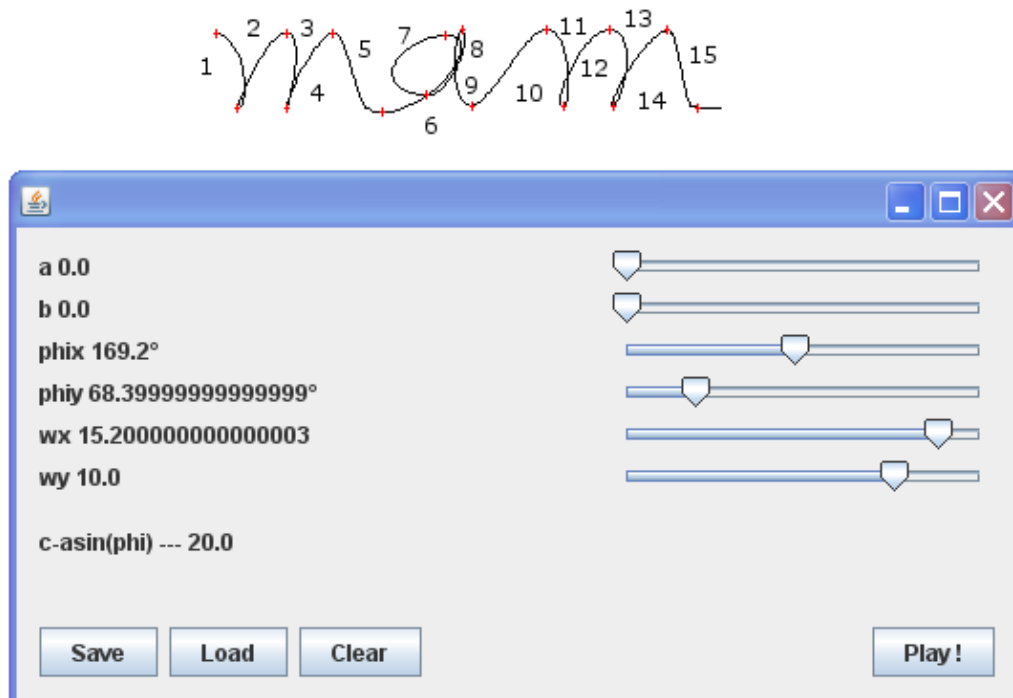 2 3 11 13
1 5 7 8 12 15
4 9 10 14
6
mam
a 0.0
b 0.0
phix 169.2°
phiy 68.39999999999999°
wx 15.200000000000003
wy 10.0
c-asin(phi) --- 20.0
Save Load Clear Play!